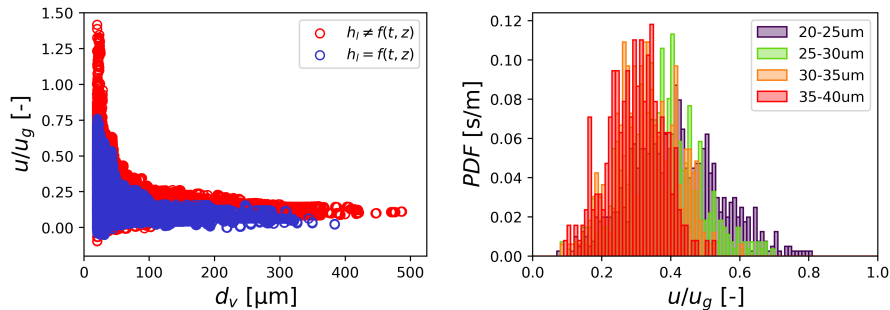 1.50
1.25
1.00
0.75
0.50
0.25
0.00
u/u_g [-]
0 100 200 300 400 500
d_v [μm]
h_l ≠ f(t, z)
h_l = f(t, z)
0.12
0.10
0.08
0.06
0.04
0.02
0.00
PDF [s/m]
0.0 0.2 0.4 0.6 0.8 1.0
u/u_g [-]
20-25um
25-30um
30-35um
35-40um